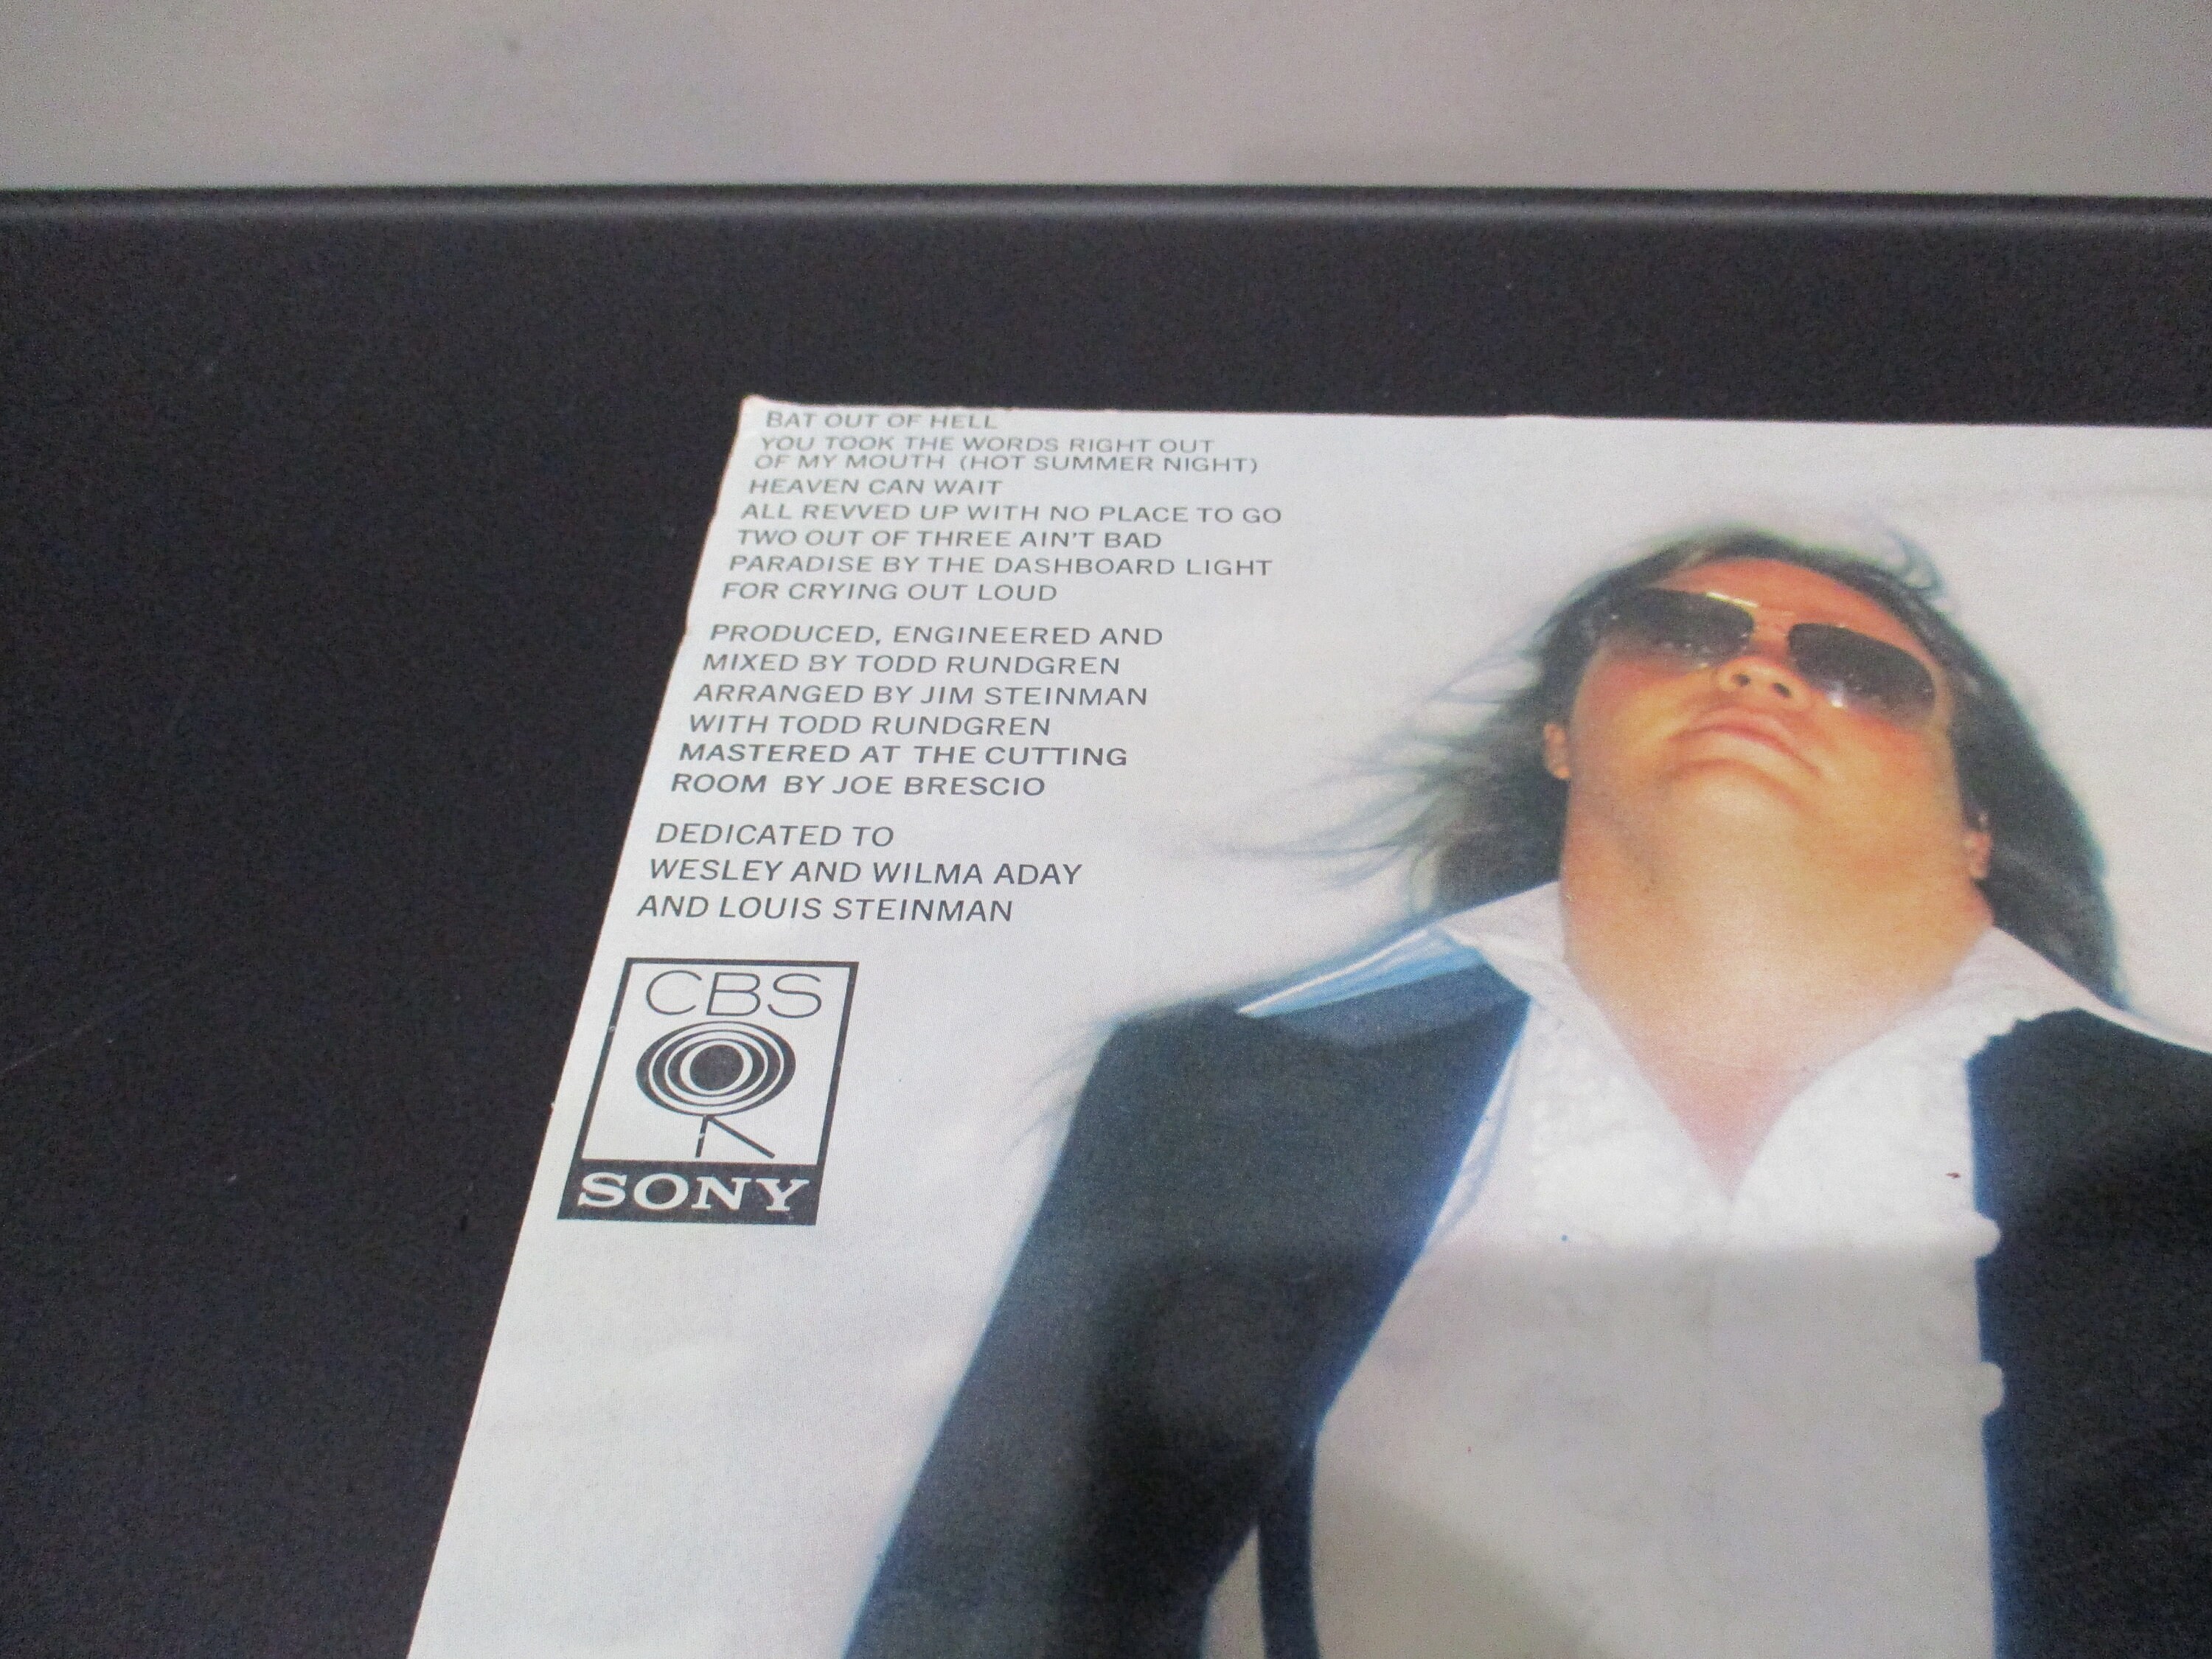 BAT OUT OF HELL
YOU TOOK THE WORDS RIGHT OUT
OF MY MOUTH (HOT SUMMER NIGHT)
HEAVEN CAN WAIT
ALL REVVED UP WITH NO PLACE TO GO
TWO OUT OF THREE AIN'T BAD
PARADISE BY THE DASHBOARD LIGHT
FOR CRYING OUT LOUD
PRODUCED, ENGINEERED AND
MIXED BY TODD RUNDGREN
ARRANGED BY JIM STEINMAN
WITH TODD RUNDGREN
MASTERED AT THE CUTTING
ROOM BY JOE BRESCIO
DEDICATED TO
WESLEY AND WILMA ADAY
AND LOUIS STEINMAN
CBS
SONY